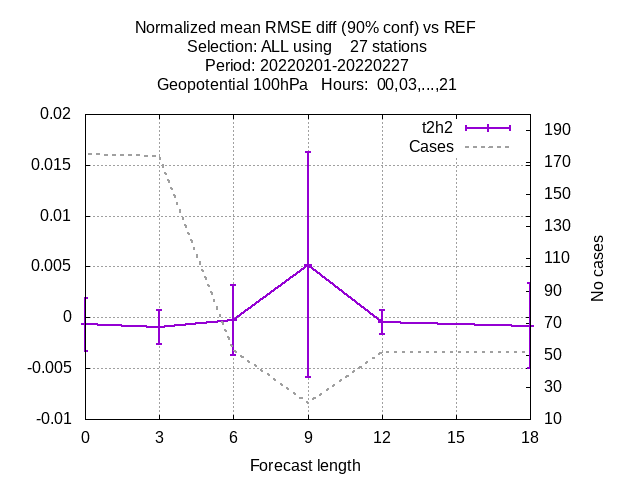 Normalized mean RMSE diff (90% conf) vs REF
Selection: ALL using    27 stations
Period: 20220201-20220227
Geopotential 100hPa   Hours:  00,03,...,21
t2h2
Cases
0.02
0.015
0.01
0.005
0
-0.005
-0.01
190
170
150
130
110
90
70
50
30
10
No cases
0 3 6 9 12 15 18
Forecast length